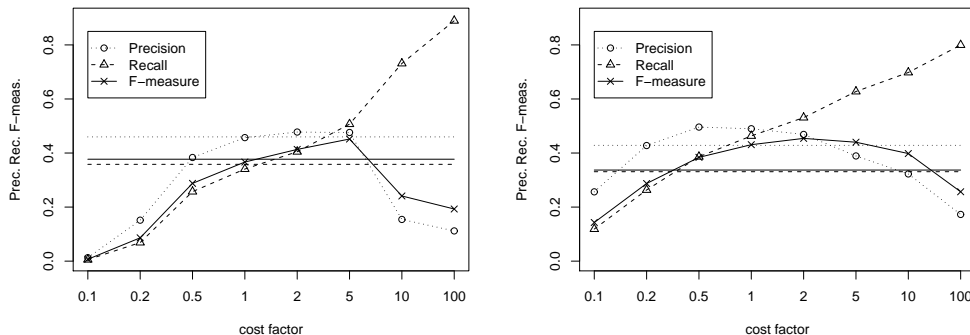 Prec. Rec. F−meas.
0.8
0.6
0.4
0.2
0.0
Precision
Recall
F−measure
0.1 0.2 0.5 1 2 5 10 100
cost factor
Prec. Rec. F−meas.
0.8
0.6
0.4
0.2
0.0
Precision
Recall
F−measure
0.1 0.2 0.5 1 2 5 10 100
cost factor